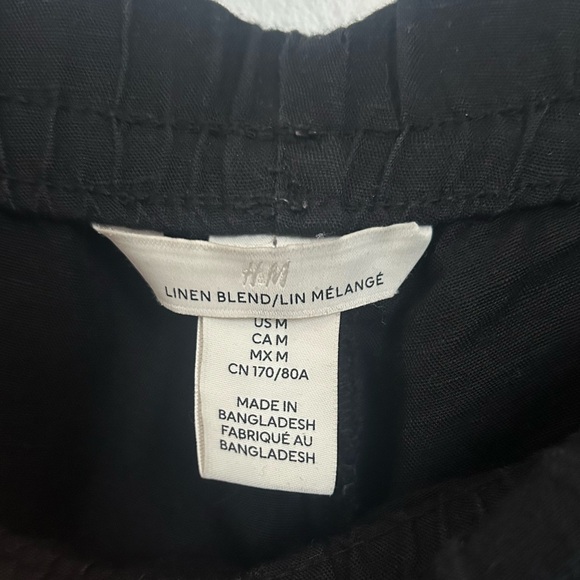 H&M
LINEN BLEND/LIN MÉLANGÉ
US M
CA M
MX M
CN 170/80A
MADE IN
BANGLADESH
FABRIQUÉ AU
BANGLADESH